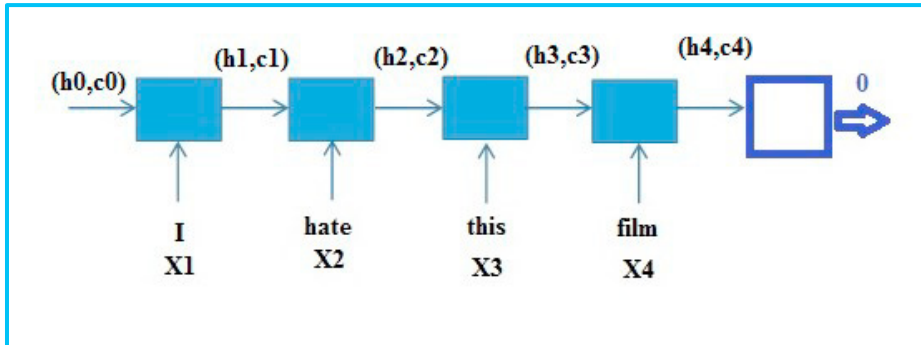 (h0,c0)
(h1,c1)
(h2,c2)
(h3,c3)
(h4,c4)
0
I
X1
hate
X2
this
X3
film
X4